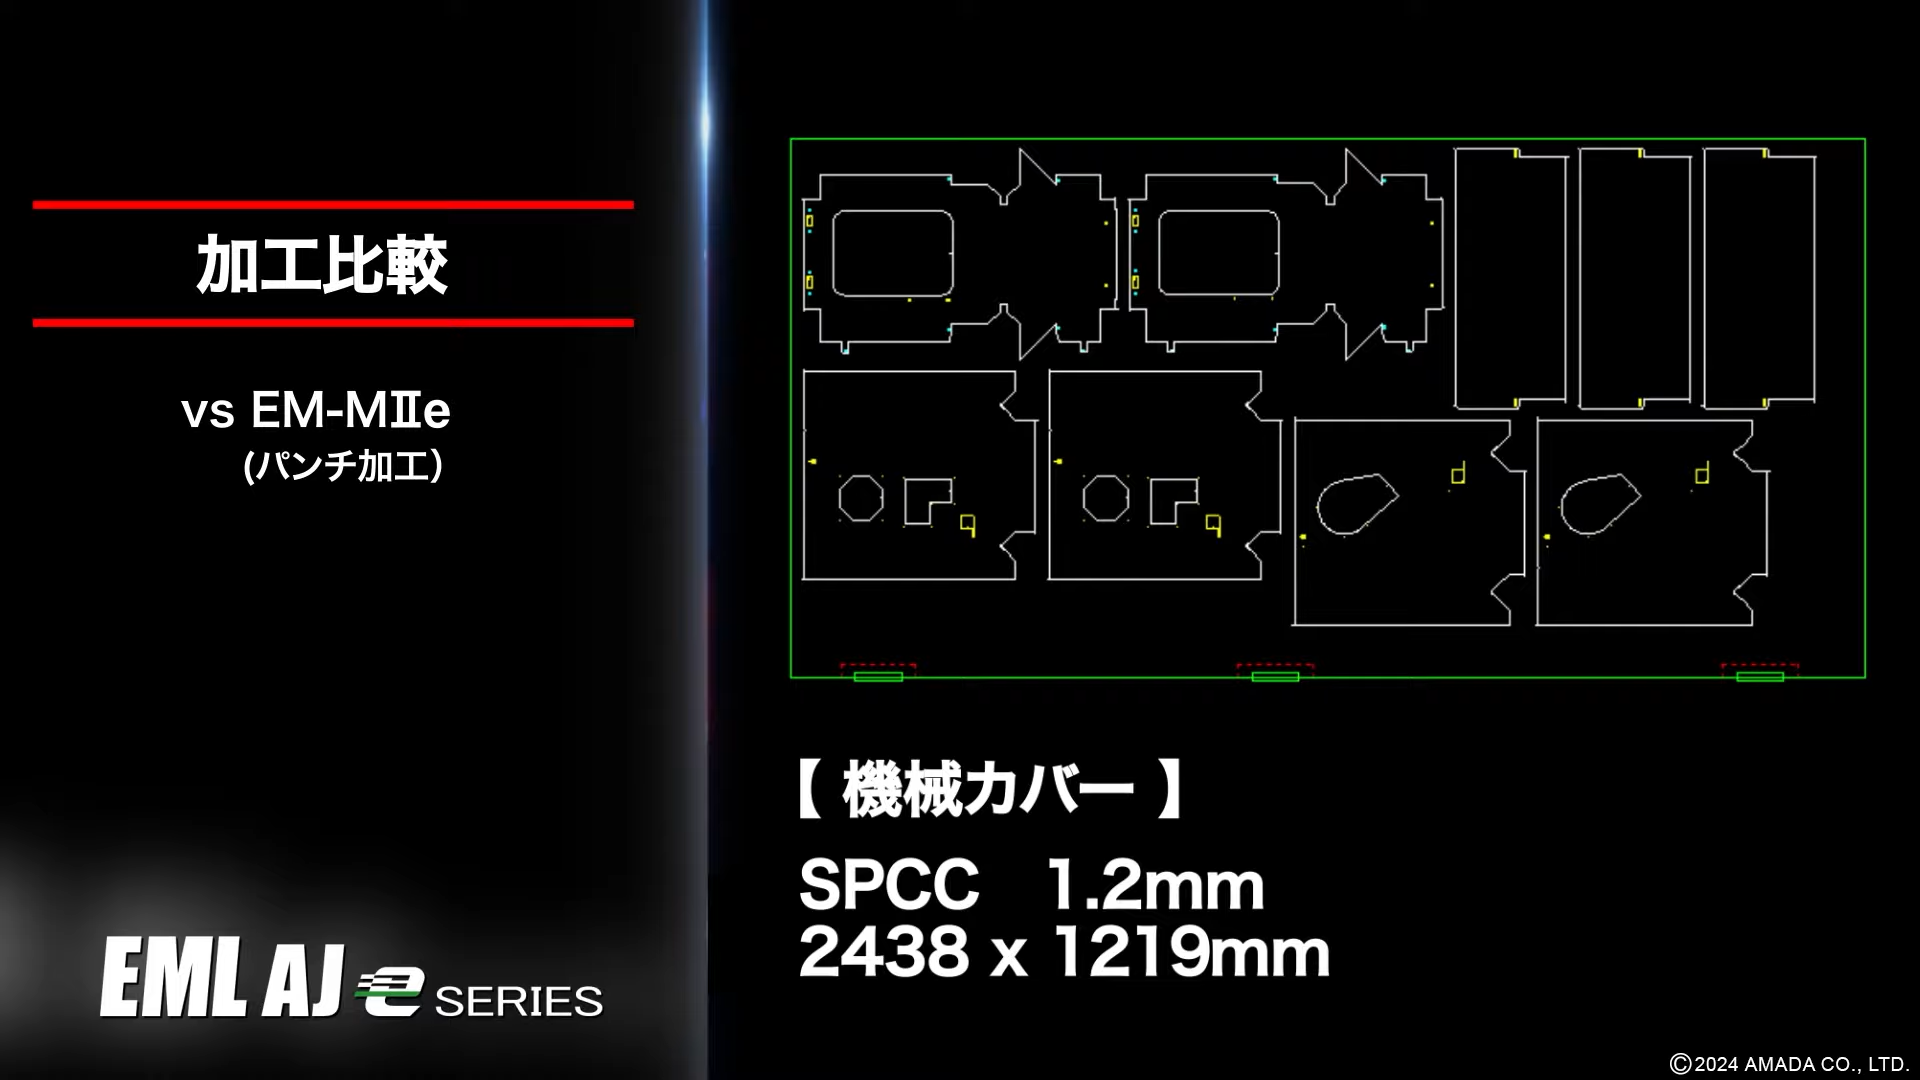 加工比較
vs EM-MⅡe
(パンチ加工)
【 機械カバー 】
SPCC 1.2mm
2438 x 1219mm
EML AJ e SERIES
©2024 AMADA CO., LTD.